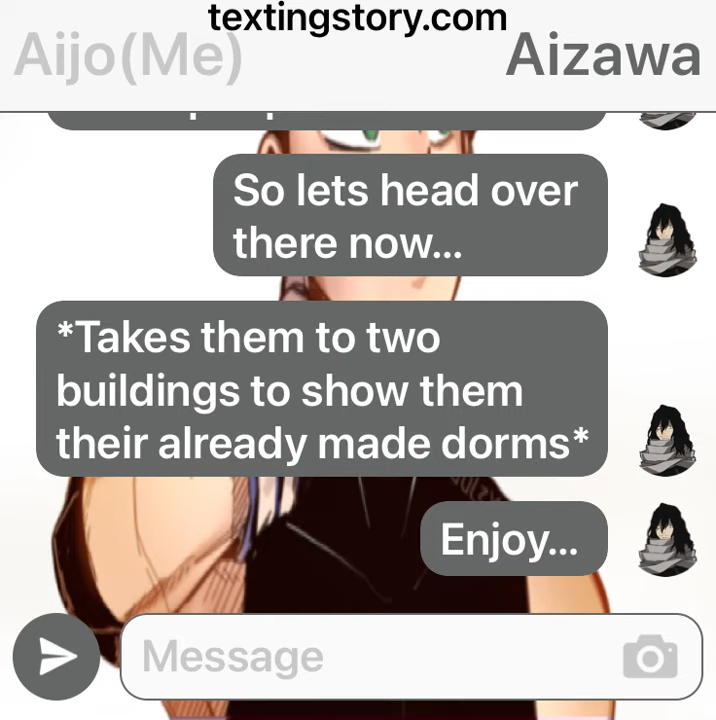 textingstory.com
Aijo(Me) Aizawa
So lets head over
there now...
*Takes them to two
buildings to show them
their already made dorms*
Enjoy...
Message